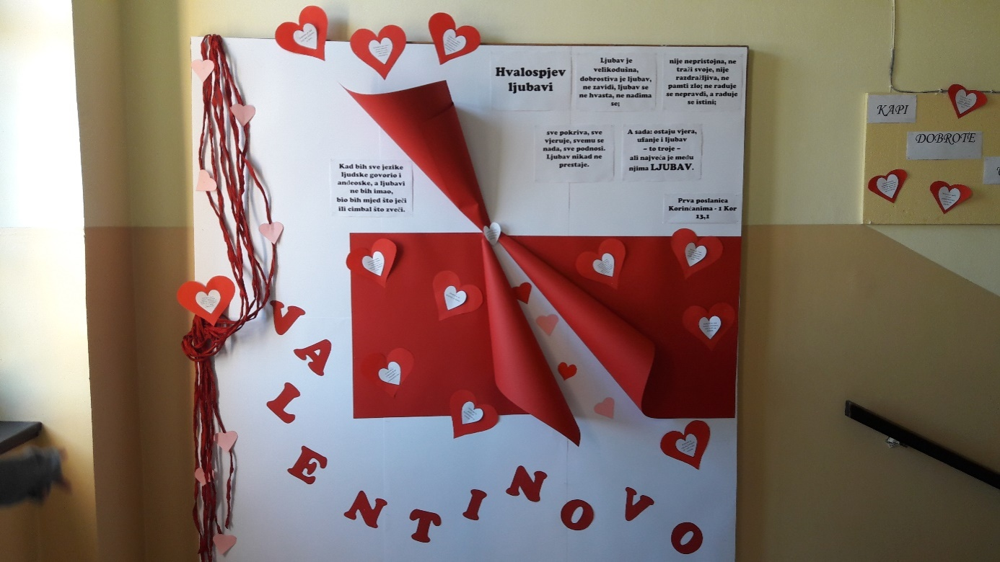 Hvalospjev
ljubavi
Ljubav je
velikodušna,
dobrostiva je ljubav,
ne zavidi, ljubav se
ne hvasta, ne nadima
se;
nije nepristojna, ne
traži svoje, nije
razdražljiva, ne
pamti zlo; ne raduje
se nepravdi, a raduje
se istini;
sve pokriva, sve
vjeruje, svemu se
nada, sve podnosi.
Ljubav nikad ne
prestaje.
A sada: ostaju vjera,
ufanje i ljubav
– to troje –
ali najveća je među
njima LJUBAV.
Kad bih sve jezike
ljudske govorio i
anđeoske, a ljubavi
ne bih imao,
bio bih mjed što ječi
ili cimbal što zveči.
Prva poslanica
Korinćanima - 1 Kor
13,1
VALENTINOVO
KAPI
DOBROTE